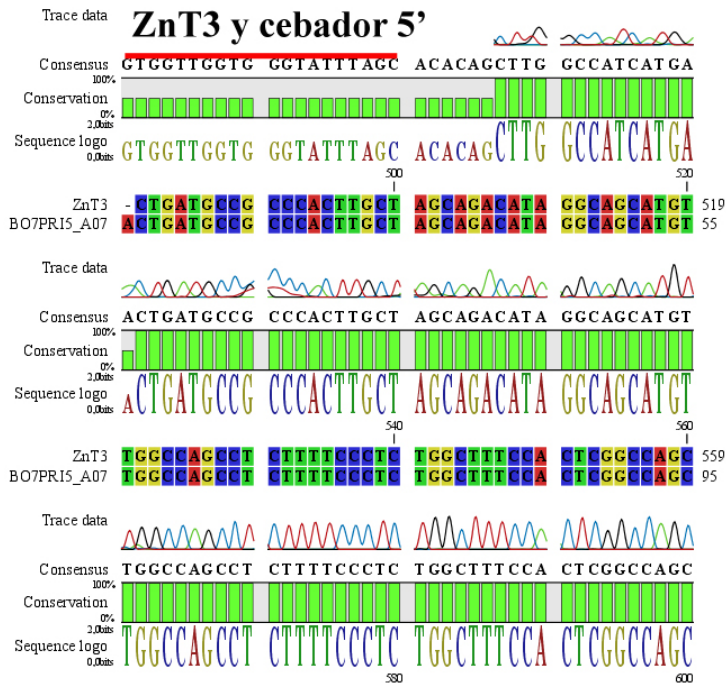 ZnT3 y cebador 5’
Trace data
Consensus GTGGTTGGTG GGTATTTAGC ACACAGCTTG GCCATCATGA
100%
Conservation
0%
2,0bits
Sequence logo GTGGTTGGTG GGTATTTAGC ACACAGCTTG GCCATCATGA
0,0bits
500 520
ZnT3 -CTGATGCCG CCCACTTGCT AGCAGACATA GGCAGCATGT 519
BO7PRI5_A07 ACTGATGCCG CCCACTTGCT AGCAGACATA GGCAGCATGT 55
Trace data
Consensus ACTGATGCCG CCCACTTGCT AGCAGACATA GGCAGCATGT
100%
Conservation
0%
2,0bits
Sequence logo ACTGATGCCG CCCACTTGCT AGCAGACATA GGCAGCATGT
0,0bits
540 560
ZnT3 TGGCCAGCCT CTTTTCCCTC TGGCTTTCCA CTCGGCCAGC 559
BO7PRI5_A07 TGGCCAGCCT CTTTTCCCTC TGGCTTTCCA CTCGGCCAGC 95
Trace data
Consensus TGGCCAGCCT CTTTTCCCTC TGGCTTTCCA CTCGGCCAGC
100%
Conservation
0%
2,0bits
Sequence logo TGGCCAGCCT CTTTTCCCTC TGGCTTTCCA CTCGGCCAGC
0,0bits
580 600